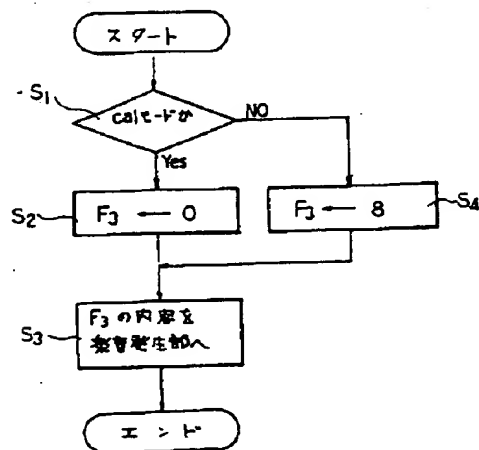 スタート
S1
calモードか
NO
Yes
S2
F3 ← 0
F3 ← 8
S4
S3
F3の内容を
楽音発生部へ
エンド